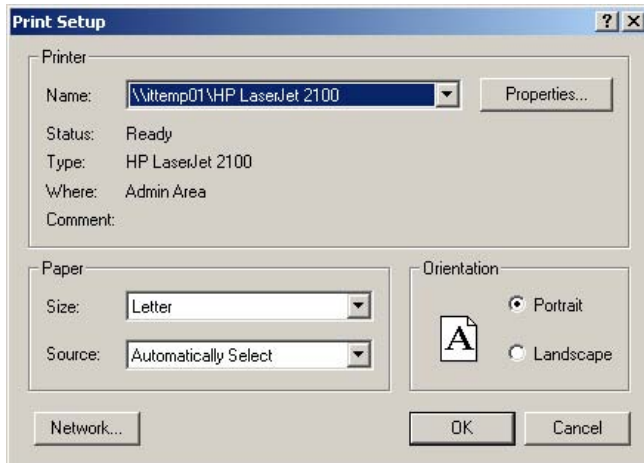 Print Setup
Printer
Name: \\ittemp01\HP LaserJet 2100 Properties...
Status: Ready
Type: HP LaserJet 2100
Where: Admin Area
Comment:
Paper
Size: Letter
Source: Automatically Select
Orientation
A
Portrait
Landscape
Network... OK Cancel